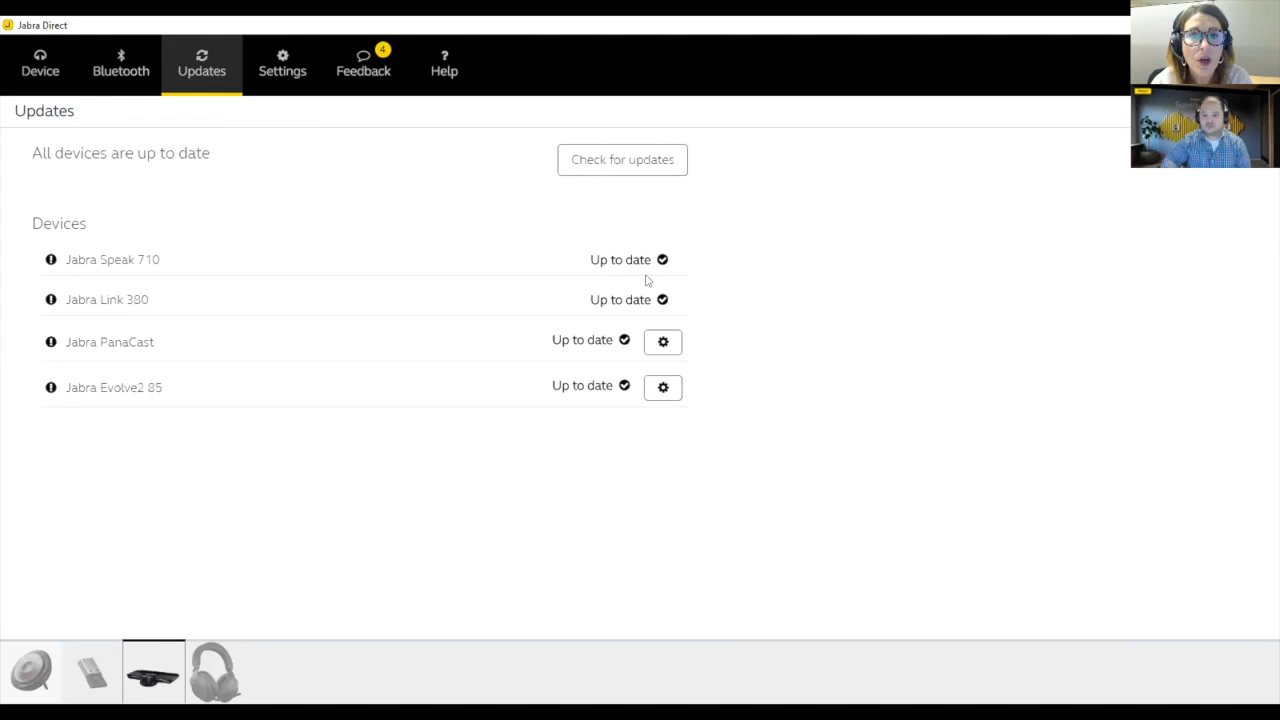 Jabra Direct
Device
Bluetooth
Updates
Settings
4
Feedback
? Help
Updates
All devices are up to date
Check for updates
Devices
Jabra Speak 710 Up to date
Jabra Link 380 Up to date
Jabra PanaCast Up to date
Jabra Evolve2 85 Up to date